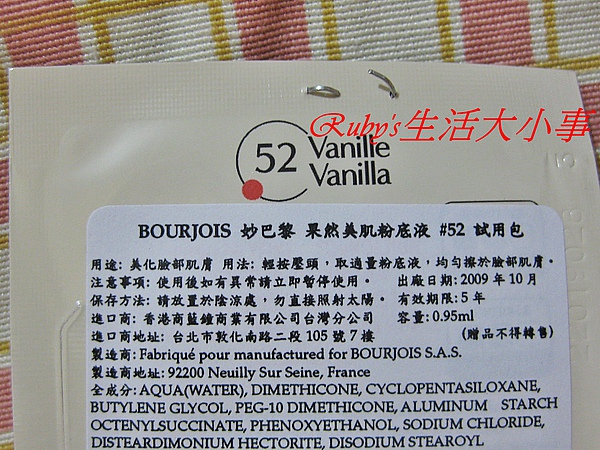 Ruby's生活大小事
52 Vanille
Vanilla
BOURJOIS 妙巴黎 果然美肌粉底液 #52 試用包
用途: 美化臉部肌膚 用法: 輕按壓頭，取適量粉底液，均勻擦於臉部肌膚。
注意事項: 使用後如有異常請立即暫停使用。 出廠日期: 2009 年 10 月
保存方法: 請放置於陰涼處，勿直接照射太陽。 有效期限: 5 年
進口商: 香港商藍鐘商業有限公司台灣分公司 容量: 0.95ml
進口商地址: 台北市敦化南路二段 105 號 7 樓 (贈品不得轉售)
製造商: Fabriqué pour manufactured for BOURJOIS S.A.S.
製造商地址: 92200 Neuilly Sur Seine, France
全成分: AQUA(WATER), DIMETHICONE, CYCLOPENTASILOXANE,
BUTYLENE GLYCOL, PEG-10 DIMETHICONE, ALUMINUM STARCH
OCTENYLSUCCINATE, PHENOXYETHANOL, SODIUM CHLORIDE,
DISTEARDIMONIUM HECTORITE, DISODIUM STEAROYL